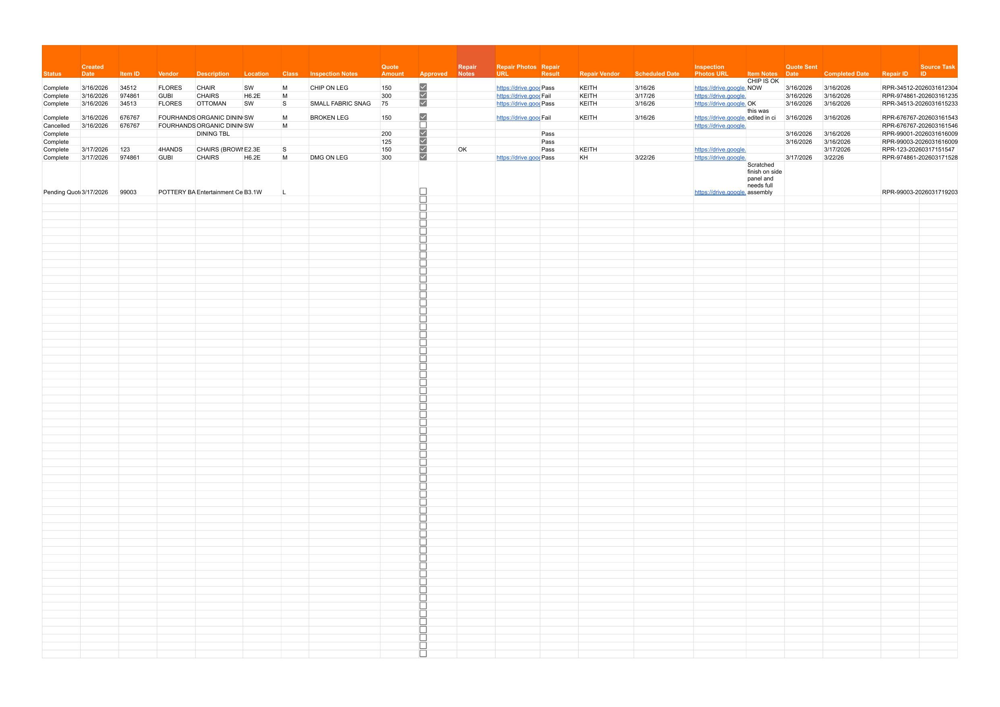 Status Created Date Item ID Vendor Description Location Class Inspection Notes Quote Amount Approved Repair Notes Repair Photos URL Repair Result Repair Vendor Scheduled Date Inspection Photos URL Item Notes Quote Sent Date Completed Date Repair ID Source Task ID
Complete 3/16/2026 34512 FLORES CHAIR SW M CHIP ON LEG 150 https://drive.goog Pass KEITH 3/16/26 https://drive.google. CHIP IS OK NOW 3/16/2026 3/16/2026 RPR-34512-2026031612304
Complete 3/16/2026 974861 GUBI CHAIRS H6.2E M 300 https://drive.goog Fail KEITH 3/17/26 https://drive.google. 3/16/2026 3/16/2026 RPR-974861-202603161235
Complete 3/16/2026 34513 FLORES OTTOMAN SW S SMALL FABRIC SNAG 75 https://drive.goog Pass KEITH 3/16/26 https://drive.google. OK 3/16/2026 3/16/2026 RPR-34513-2026031615233
Complete 3/16/2026 676767 FOURHANDS ORGANIC DININ SW M BROKEN LEG 150 https://drive.goog Fail KEITH 3/16/26 https://drive.google. this was edited in ci 3/16/2026 3/16/2026 RPR-676767-202603161543
Cancelled 3/16/2026 676767 FOURHANDS ORGANIC DININ SW M https://drive.google. RPR-676767-202603161546
Complete DINING TBL 200 Pass 3/16/2026 3/16/2026 RPR-99001-2026031616009
Complete 125 Pass 3/16/2026 3/16/2026 RPR-99003-2026031616009
Complete 3/17/2026 123 4HANDS CHAIRS (BROWN E2.3E S 150 OK Pass KEITH https://drive.google. 3/17/2026 RPR-123-20260317151547
Complete 3/17/2026 974861 GUBI CHAIRS H6.2E M DMG ON LEG 300 https://drive.goog Pass KH 3/22/26 https://drive.google. 3/17/2026 3/22/26 RPR-974861-202603171528
Pending Quot 3/17/2026 99003 POTTERY BA Entertainment Ce B3.1W L https://drive.google. Scratched finish on side panel and needs full assembly RPR-99003-2026031719203